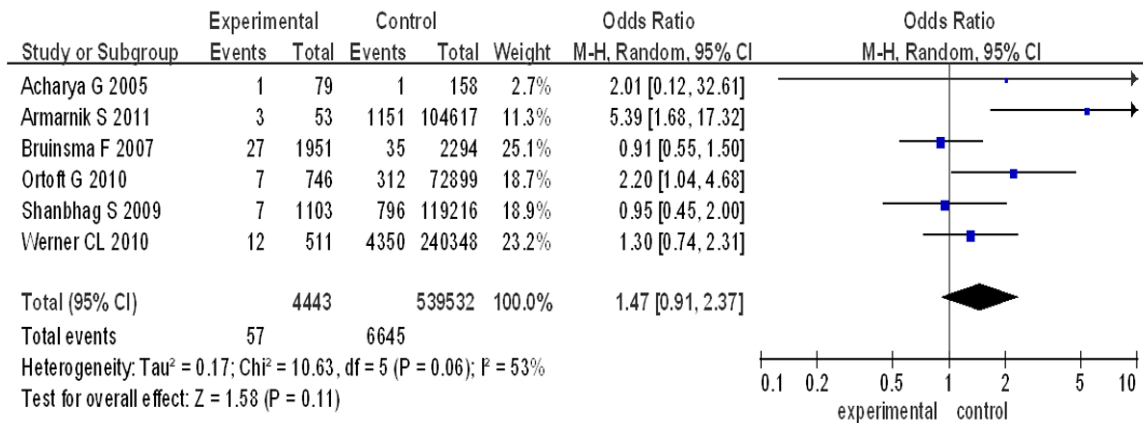 Experimental Control Odds Ratio Odds Ratio
Study or Subgroup Events Total Events Total Weight M-H, Random, 95% CI M-H, Random, 95% CI
Acharya G 2005 1 79 1 158 2.7% 2.01 [0.12, 32.61]
Armarnik S 2011 3 53 1151 104617 11.3% 5.39 [1.68, 17.32]
Bruinsma F 2007 27 1951 35 2294 25.1% 0.91 [0.55, 1.50]
Ortoft G 2010 7 746 312 72899 18.7% 2.20 [1.04, 4.68]
Shanbhag S 2009 7 1103 796 119216 18.9% 0.95 [0.45, 2.00]
Werner CL 2010 12 511 4350 240348 23.2% 1.30 [0.74, 2.31]
Total (95% CI) 4443 539532 100.0% 1.47 [0.91, 2.37]
Total events 57 6645
Heterogeneity: Tau² = 0.17; Chi² = 10.63, df = 5 (P = 0.06); I² = 53%
Test for overall effect: Z = 1.58 (P = 0.11)
0.1 0.2 0.5 1 2 5 10
experimental control